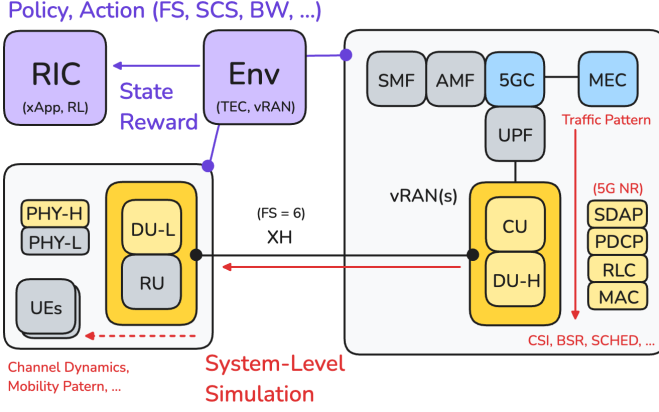 Policy, Action (FS, SCS, BW, ...)
RIC
(xApp, RL)
State
Reward
Env
(TEC, vRAN)
SMF
AMF
5GC
MEC
UPF
Traffic Pattern
vRAN(s)
(5G NR)
CU
DU-H
SDAP
PDCP
RLC
MAC
CSI, BSR, SCHED, ...
PHY-H
PHY-L
DU-L
RU
UEs
(FS = 6)
XH
Channel Dynamics,
Mobility Patern, ...
System-Level
Simulation